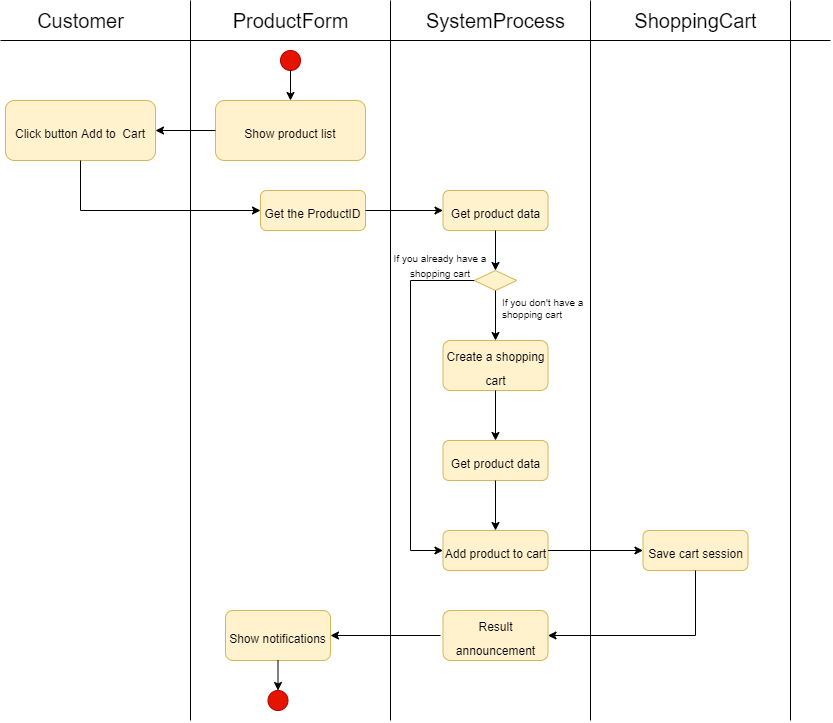 Customer
ProductForm
SystemProcess
ShoppingCart
Click button Add to Cart
Show product list
Get the ProductID
Get product data
If you already have a
shopping cart
If you don't have a
shopping cart
Create a shopping
cart
Get product data
Add product to cart
Save cart session
Show notifications
Result
announcement